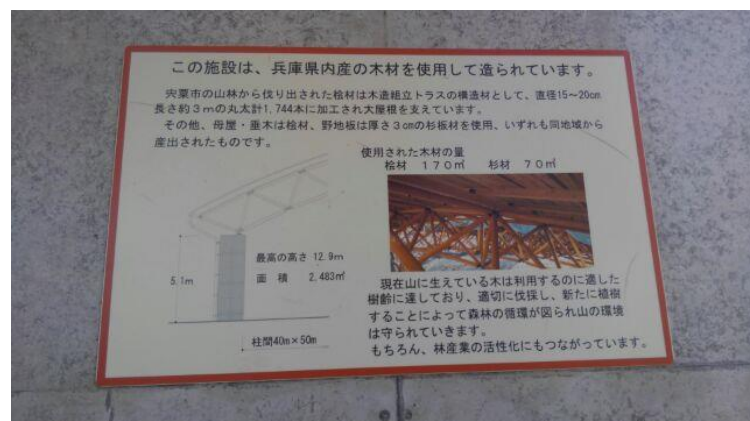 この施設は、兵庫県内産の木材を使用して造られています。
宍粟市の山林から伐り出された桧材は木造組立トラスの構造材として、直径15～20㎝
長さ約3mの丸太計1,744本に加工され大屋根を支えています。
その他、母屋・垂木は桧材、野地板は厚さ3㎝の杉板材を使用、いずれも同地域から
産出されたものです。
使用された木材の量
桧材 170㎥ 杉材 70㎥
最高の高さ 12.9m
面 積 2,483㎡
5.1m
柱間40m×50m
現在山に生えている木は利用するのに適した
樹齢に達しており、適切に伐採し、新たに植樹
することによって森林の循環が図られ山の環境
は守られていきます。
もちろん、林産業の活性化にもつながっています。